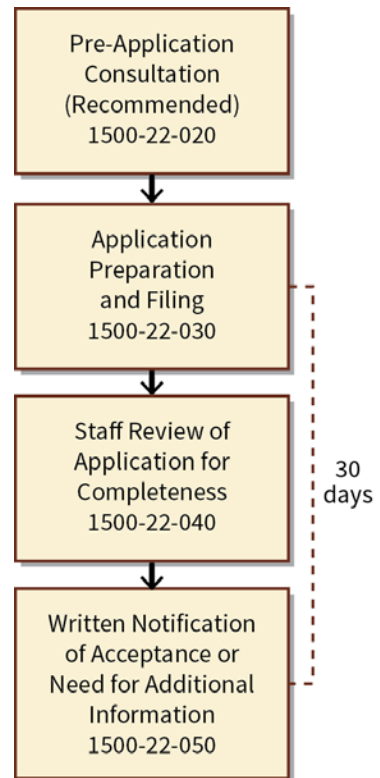 Pre-Application
Consultation
(Recommended)
1500-22-020
Application
Preparation
and Filing
1500-22-030
30
days
Staff Review of
Application for
Completeness
1500-22-040
Written Notification
of Acceptance or
Need for Additional
Information
1500-22-050